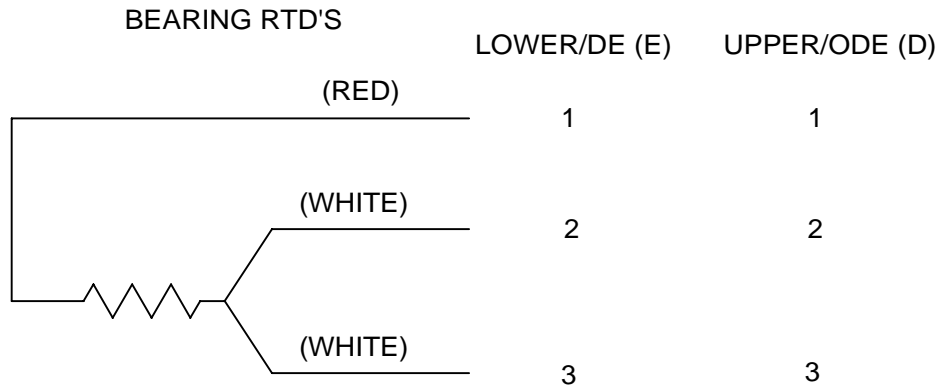 BEARING RTD'S
LOWER/DE (E) UPPER/ODE (D)
(RED) 1 1
(WHITE) 2 2
(WHITE) 3 3